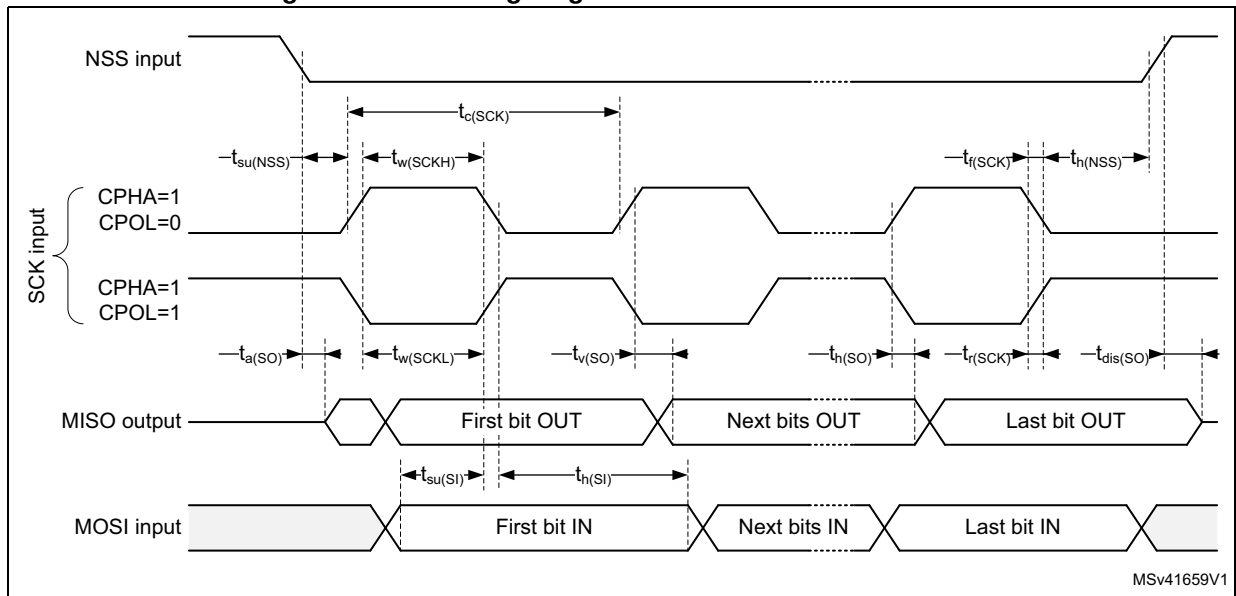 NSS input
tc(SCK)
tsu(NSS)
tw(SCKH)
tf(SCK)
th(NSS)
SCK input
CPHA=1
CPOL=0
CPHA=1
CPOL=1
ta(SO)
tw(SCKL)
tv(SO)
th(SO)
tr(SCK)
tdis(SO)
MISO output
First bit OUT
Next bits OUT
Last bit OUT
tsu(SI)
th(SI)
MOSI input
First bit IN
Next bits IN
Last bit IN
MSv41659V1